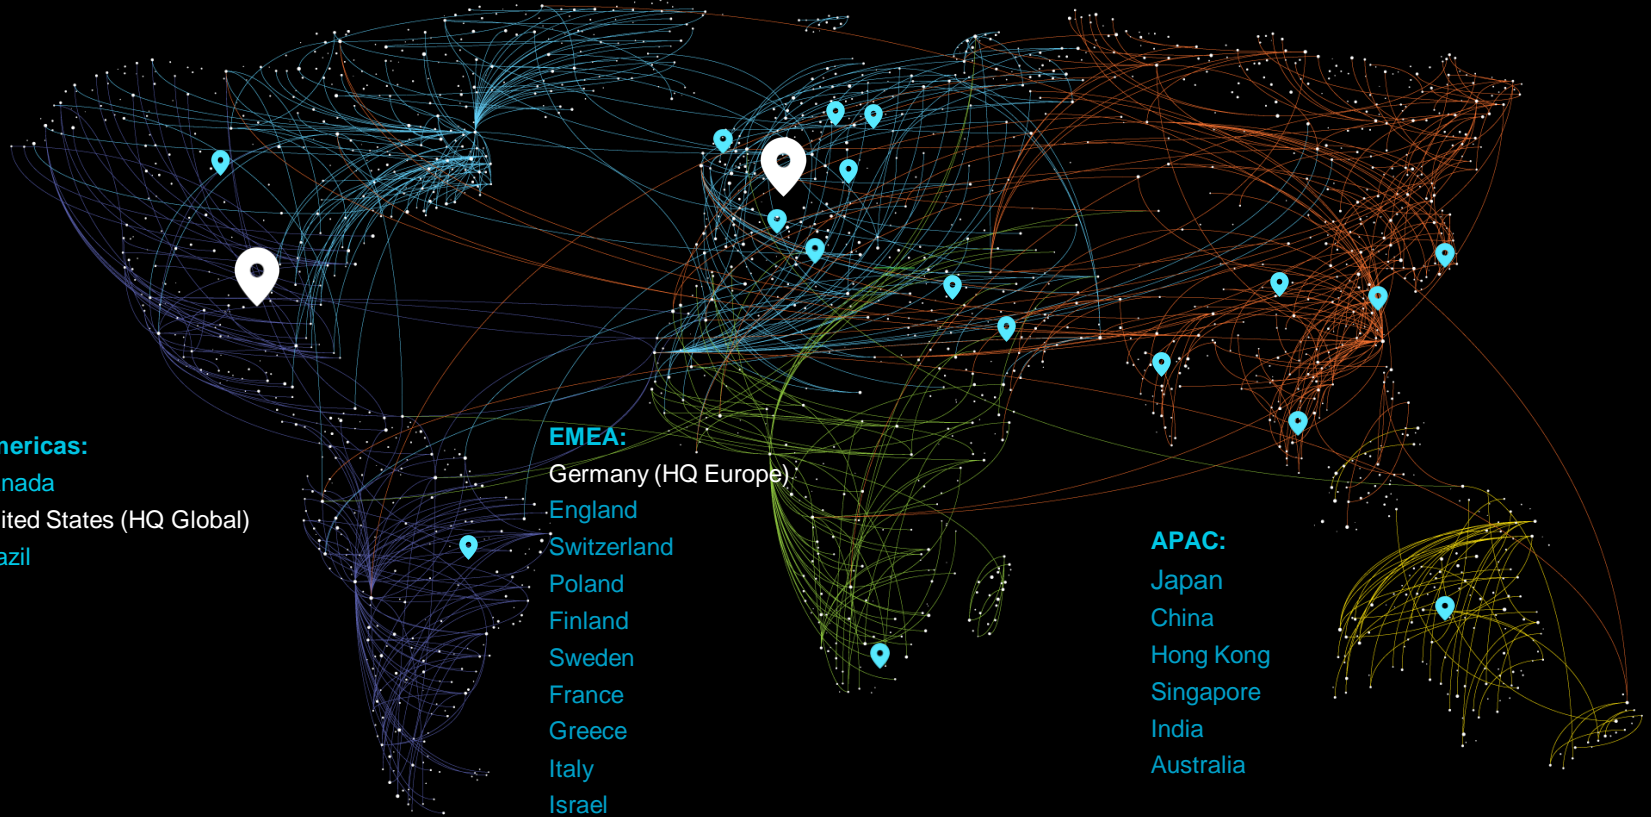 mericas:
nada
ited States (HQ Global)
azil
EMEA:
Germany (HQ Europe)
England
Switzerland
Poland
Finland
Sweden
France
Greece
Italy
Israel
APAC:
Japan
China
Hong Kong
Singapore
India
Australia